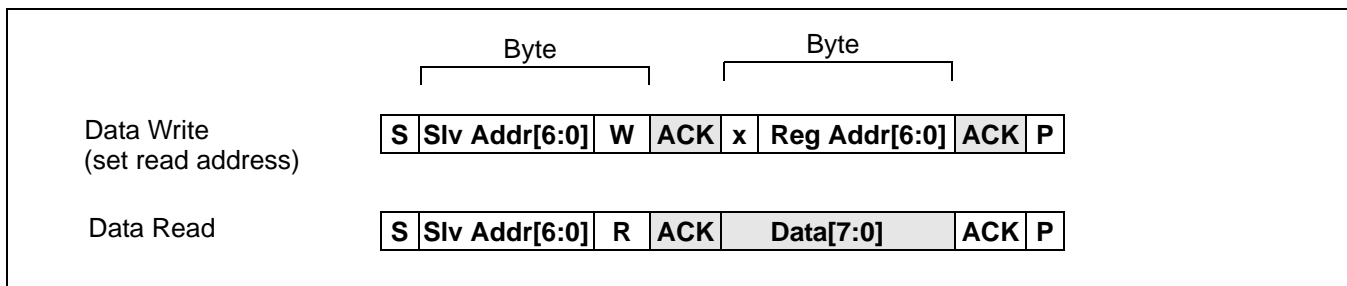 Byte Byte
Data Write S Slv Addr[6:0] W ACK x Reg Addr[6:0] ACK P
(set read address)
Data Read S Slv Addr[6:0] R ACK Data[7:0] ACK P